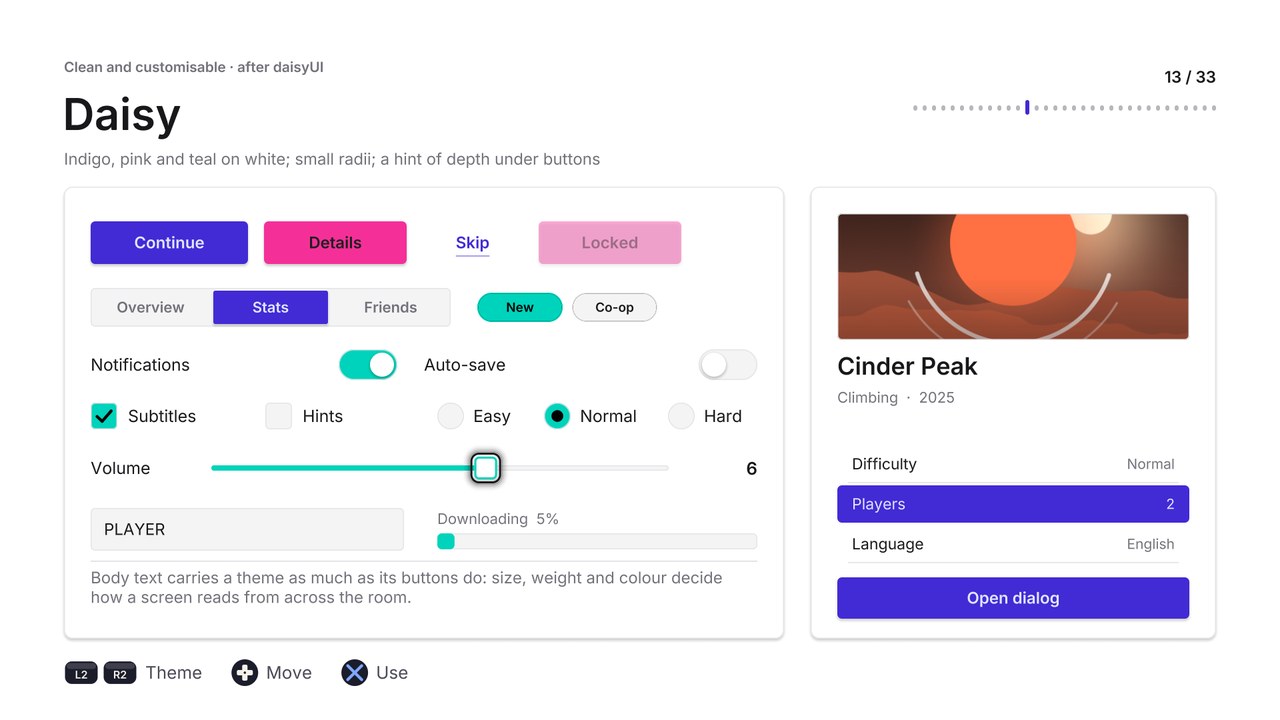 Clean and customisable · after daisyUI
13 / 33
Daisy
Indigo, pink and teal on white; small radii; a hint of depth under buttons
Continue
Details
Skip
Locked
Overview
Stats
Friends
New
Co-op
Notifications
Auto-save
Subtitles
Hints
Easy
Normal
Hard
Volume
6
PLAYER
Downloading 5%
Body text carries a theme as much as its buttons do: size, weight and colour decide
how a screen reads from across the room.
Cinder Peak
Climbing · 2025
Difficulty Normal
Players 2
Language English
Open dialog
L2 R2 Theme
Move
Use